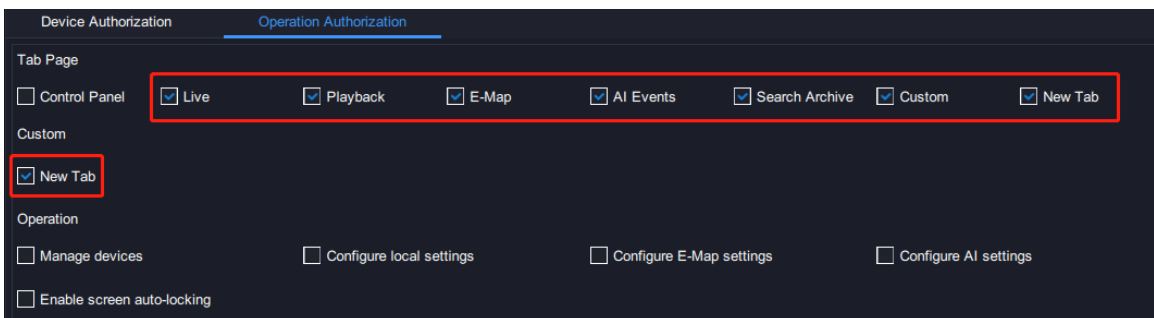 Device Authorization Operation Authorization
Tab Page
Control Panel Live Playback E-Map AI Events Search Archive Custom New Tab
Custom
New Tab
Operation
Manage devices Configure local settings Configure E-Map settings Configure AI settings
Enable screen auto-locking